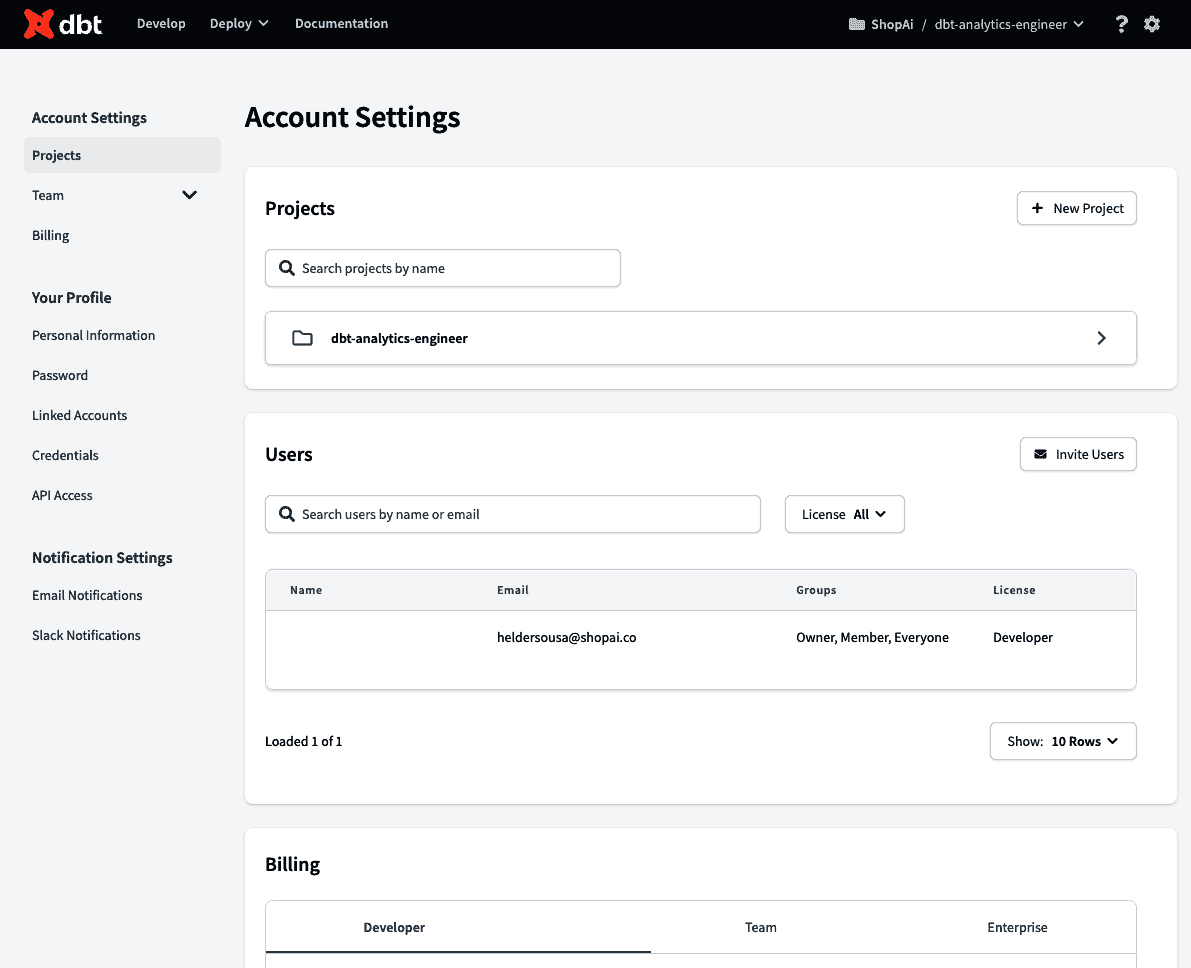 dbt Develop Deploy Documentation ShopAi / dbt-analytics-engineer ?
Account Settings
Projects
Team
Billing
Your Profile
Personal Information
Password
Linked Accounts
Credentials
API Access
Notification Settings
Email Notifications
Slack Notifications
Account Settings
Projects
+ New Project
Search projects by name
dbt-analytics-engineer
Users
Invite Users
Search users by name or email
License All
Name Email Groups License
heldersousa@shopai.co Owner, Member, Everyone Developer
Loaded 1 of 1
Show: 10 Rows
Billing
Developer Team Enterprise